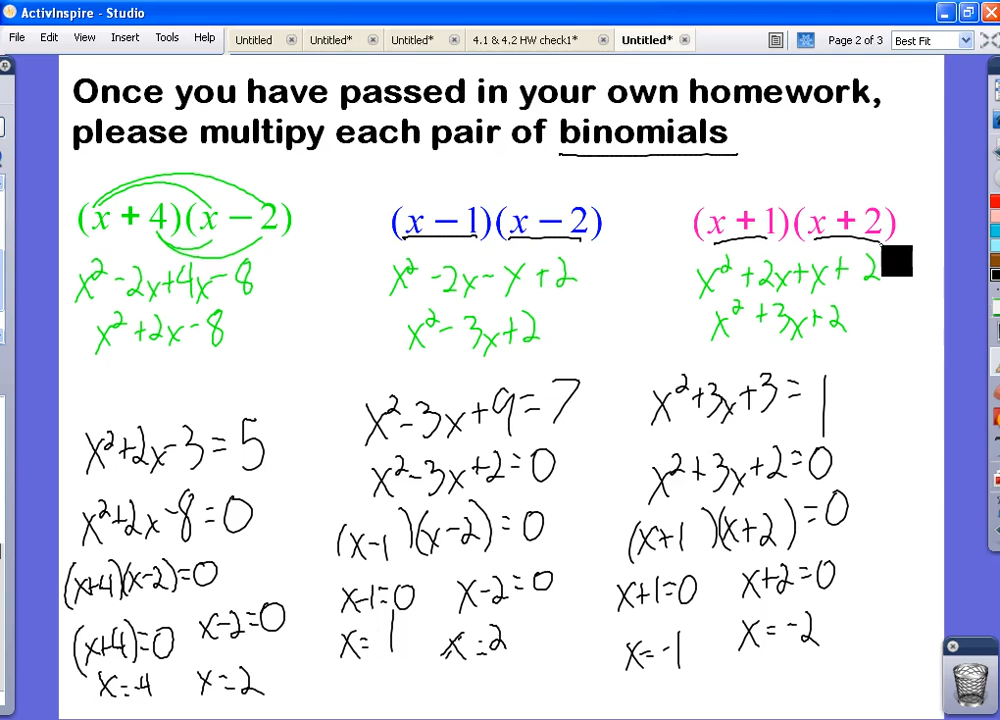 ActivInspire - Studio
File Edit View Insert Tools Help Untitled Untitled* Untitled* 4.1 & 4.2 HW check1* Untitled* Page 2 of 3 Best Fit
Once you have passed in your own homework,
please multipy each pair of binomials
(x + 4)(x − 2)
x² -2x+4x-8
x²+2x-8
x²+2x-3=5
x²+2x-8=0
(x+4)(x-2)=0
(x+4)=0 x-2=0
x=-4 x=2
(x − 1)(x − 2)
x² -2x-x+2
x²-3x+2
x²-3x+9=7
x²-3x+2=0
(x-1)(x-2)=0
x-1=0 x-2=0
x=1 x=2
(x + 1)(x + 2)
x²+2x+x+2
x²+3x+2
x²+3x+3=1
x²+3x+2=0
(x+1)(x+2)=0
x+1=0 x+2=0
x=-1 x=-2